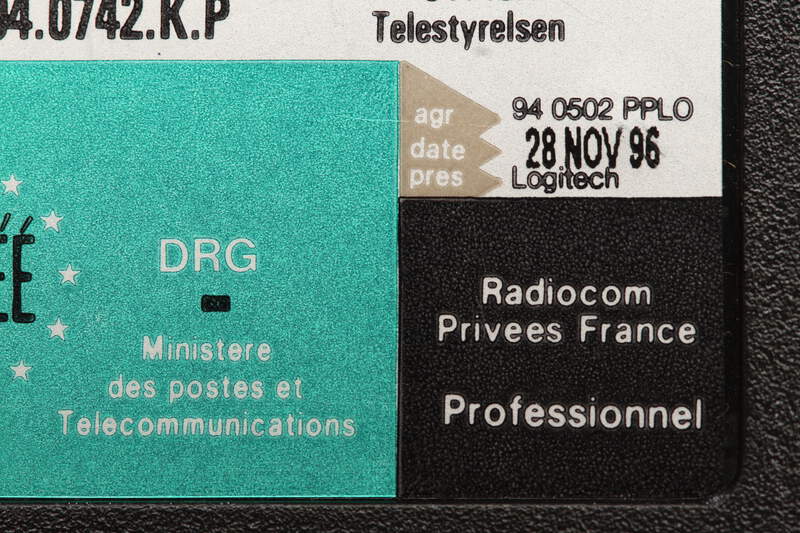 94.0742.K.P
Telestyrelsen
agr 94 0502 PPLO
date 28 NOV 96
pres Logitech
ÉÉ
DRG
Ministere
des postes et
Telecommunications
Radiocom
Privees France
Professionnel